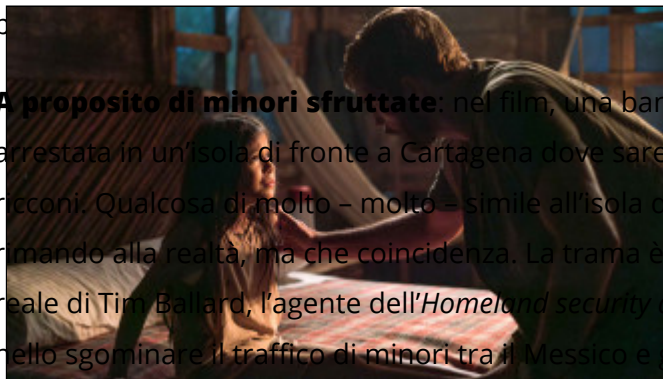 A proposito di minori sfruttate: nel film, una
arrestata in un'isola di fronte a Cartagena dove
ricconi. Qualcosa di molto – molto – simile all'isola
rimando alla realtà, ma che coincidenza. La trama è
reale di Tim Ballard, l'agente dell'Homeland security
nello sgominare il traffico di minori tra il Messico e